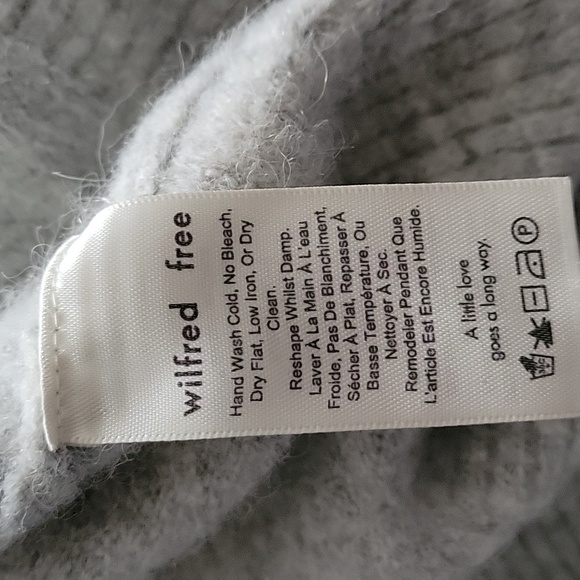 wilfred free
Hand Wash Cold, No Bleach,
Dry Flat, Low Iron, Or Dry
Clean.
Reshape Whilst Damp.
Laver À La Main À L'eau
Froide, Pas De Blanchiment,
Sécher À Plat, Repasser À
Basse Température, Ou
Nettoyer À Sec.
Remodeler Pendant Que
L'article Est Encore Humide.
A little love
goes a long way.
P